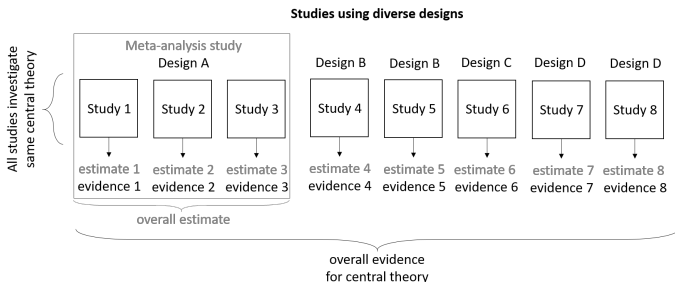 Studies using diverse designs
All studies investigate
same central theory
Meta-analysis study
Design A
Design B
Design B
Design C
Design D
Design D
Study 1
Study 2
Study 3
Study 4
Study 5
Study 6
Study 7
Study 8
estimate 1
evidence 1
estimate 2
evidence 2
estimate 3
evidence 3
estimate 4
evidence 4
estimate 5
evidence 5
estimate 6
evidence 6
estimate 7
evidence 7
estimate 8
evidence 8
overall estimate
overall evidence
for central theory